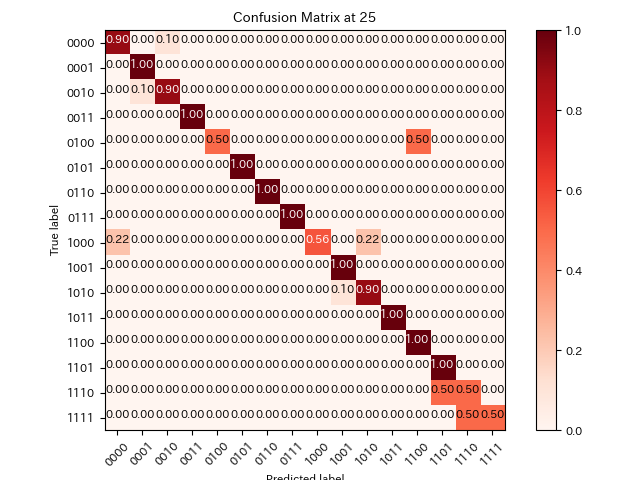 Confusion Matrix at 25
0000 0.90 0.00 0.10 0.00 0.00 0.00 0.00 0.00 0.00 0.00 0.00 0.00 0.00 0.00 0.00 0.00 1.0
0001 0.00 1.00 0.00 0.00 0.00 0.00 0.00 0.00 0.00 0.00 0.00 0.00 0.00 0.00 0.00 0.00
0010 0.00 0.10 0.90 0.00 0.00 0.00 0.00 0.00 0.00 0.00 0.00 0.00 0.00 0.00 0.00 0.00
0011 0.00 0.00 0.00 1.00 0.00 0.00 0.00 0.00 0.00 0.00 0.00 0.00 0.00 0.00 0.00 0.00 0.8
0100 0.00 0.00 0.00 0.00 0.50 0.00 0.00 0.00 0.00 0.00 0.00 0.00 0.50 0.00 0.00 0.00
0101 0.00 0.00 0.00 0.00 0.00 1.00 0.00 0.00 0.00 0.00 0.00 0.00 0.00 0.00 0.00 0.00
0110 0.00 0.00 0.00 0.00 0.00 0.00 1.00 0.00 0.00 0.00 0.00 0.00 0.00 0.00 0.00 0.00 0.6
0111 0.00 0.00 0.00 0.00 0.00 0.00 0.00 1.00 0.00 0.00 0.00 0.00 0.00 0.00 0.00 0.00
True label
1000 0.22 0.00 0.00 0.00 0.00 0.00 0.00 0.00 0.56 0.00 0.22 0.00 0.00 0.00 0.00 0.00
1001 0.00 0.00 0.00 0.00 0.00 0.00 0.00 0.00 0.00 1.00 0.00 0.00 0.00 0.00 0.00 0.00 0.4
1010 0.00 0.00 0.00 0.00 0.00 0.00 0.00 0.00 0.00 0.10 0.90 0.00 0.00 0.00 0.00 0.00
1011 0.00 0.00 0.00 0.00 0.00 0.00 0.00 0.00 0.00 0.00 0.00 1.00 0.00 0.00 0.00 0.00
1100 0.00 0.00 0.00 0.00 0.00 0.00 0.00 0.00 0.00 0.00 0.00 0.00 1.00 0.00 0.00 0.00 0.2
1101 0.00 0.00 0.00 0.00 0.00 0.00 0.00 0.00 0.00 0.00 0.00 0.00 0.00 1.00 0.00 0.00
1110 0.00 0.00 0.00 0.00 0.00 0.00 0.00 0.00 0.00 0.00 0.00 0.00 0.00 0.50 0.50 0.00
1111 0.00 0.00 0.00 0.00 0.00 0.00 0.00 0.00 0.00 0.00 0.00 0.00 0.00 0.00 0.50 0.50 0.0
0000 0001 0010 0011 0100 0101 0110 0111 1000 1001 1010 1011 1100 1101 1110 1111
Predicted label